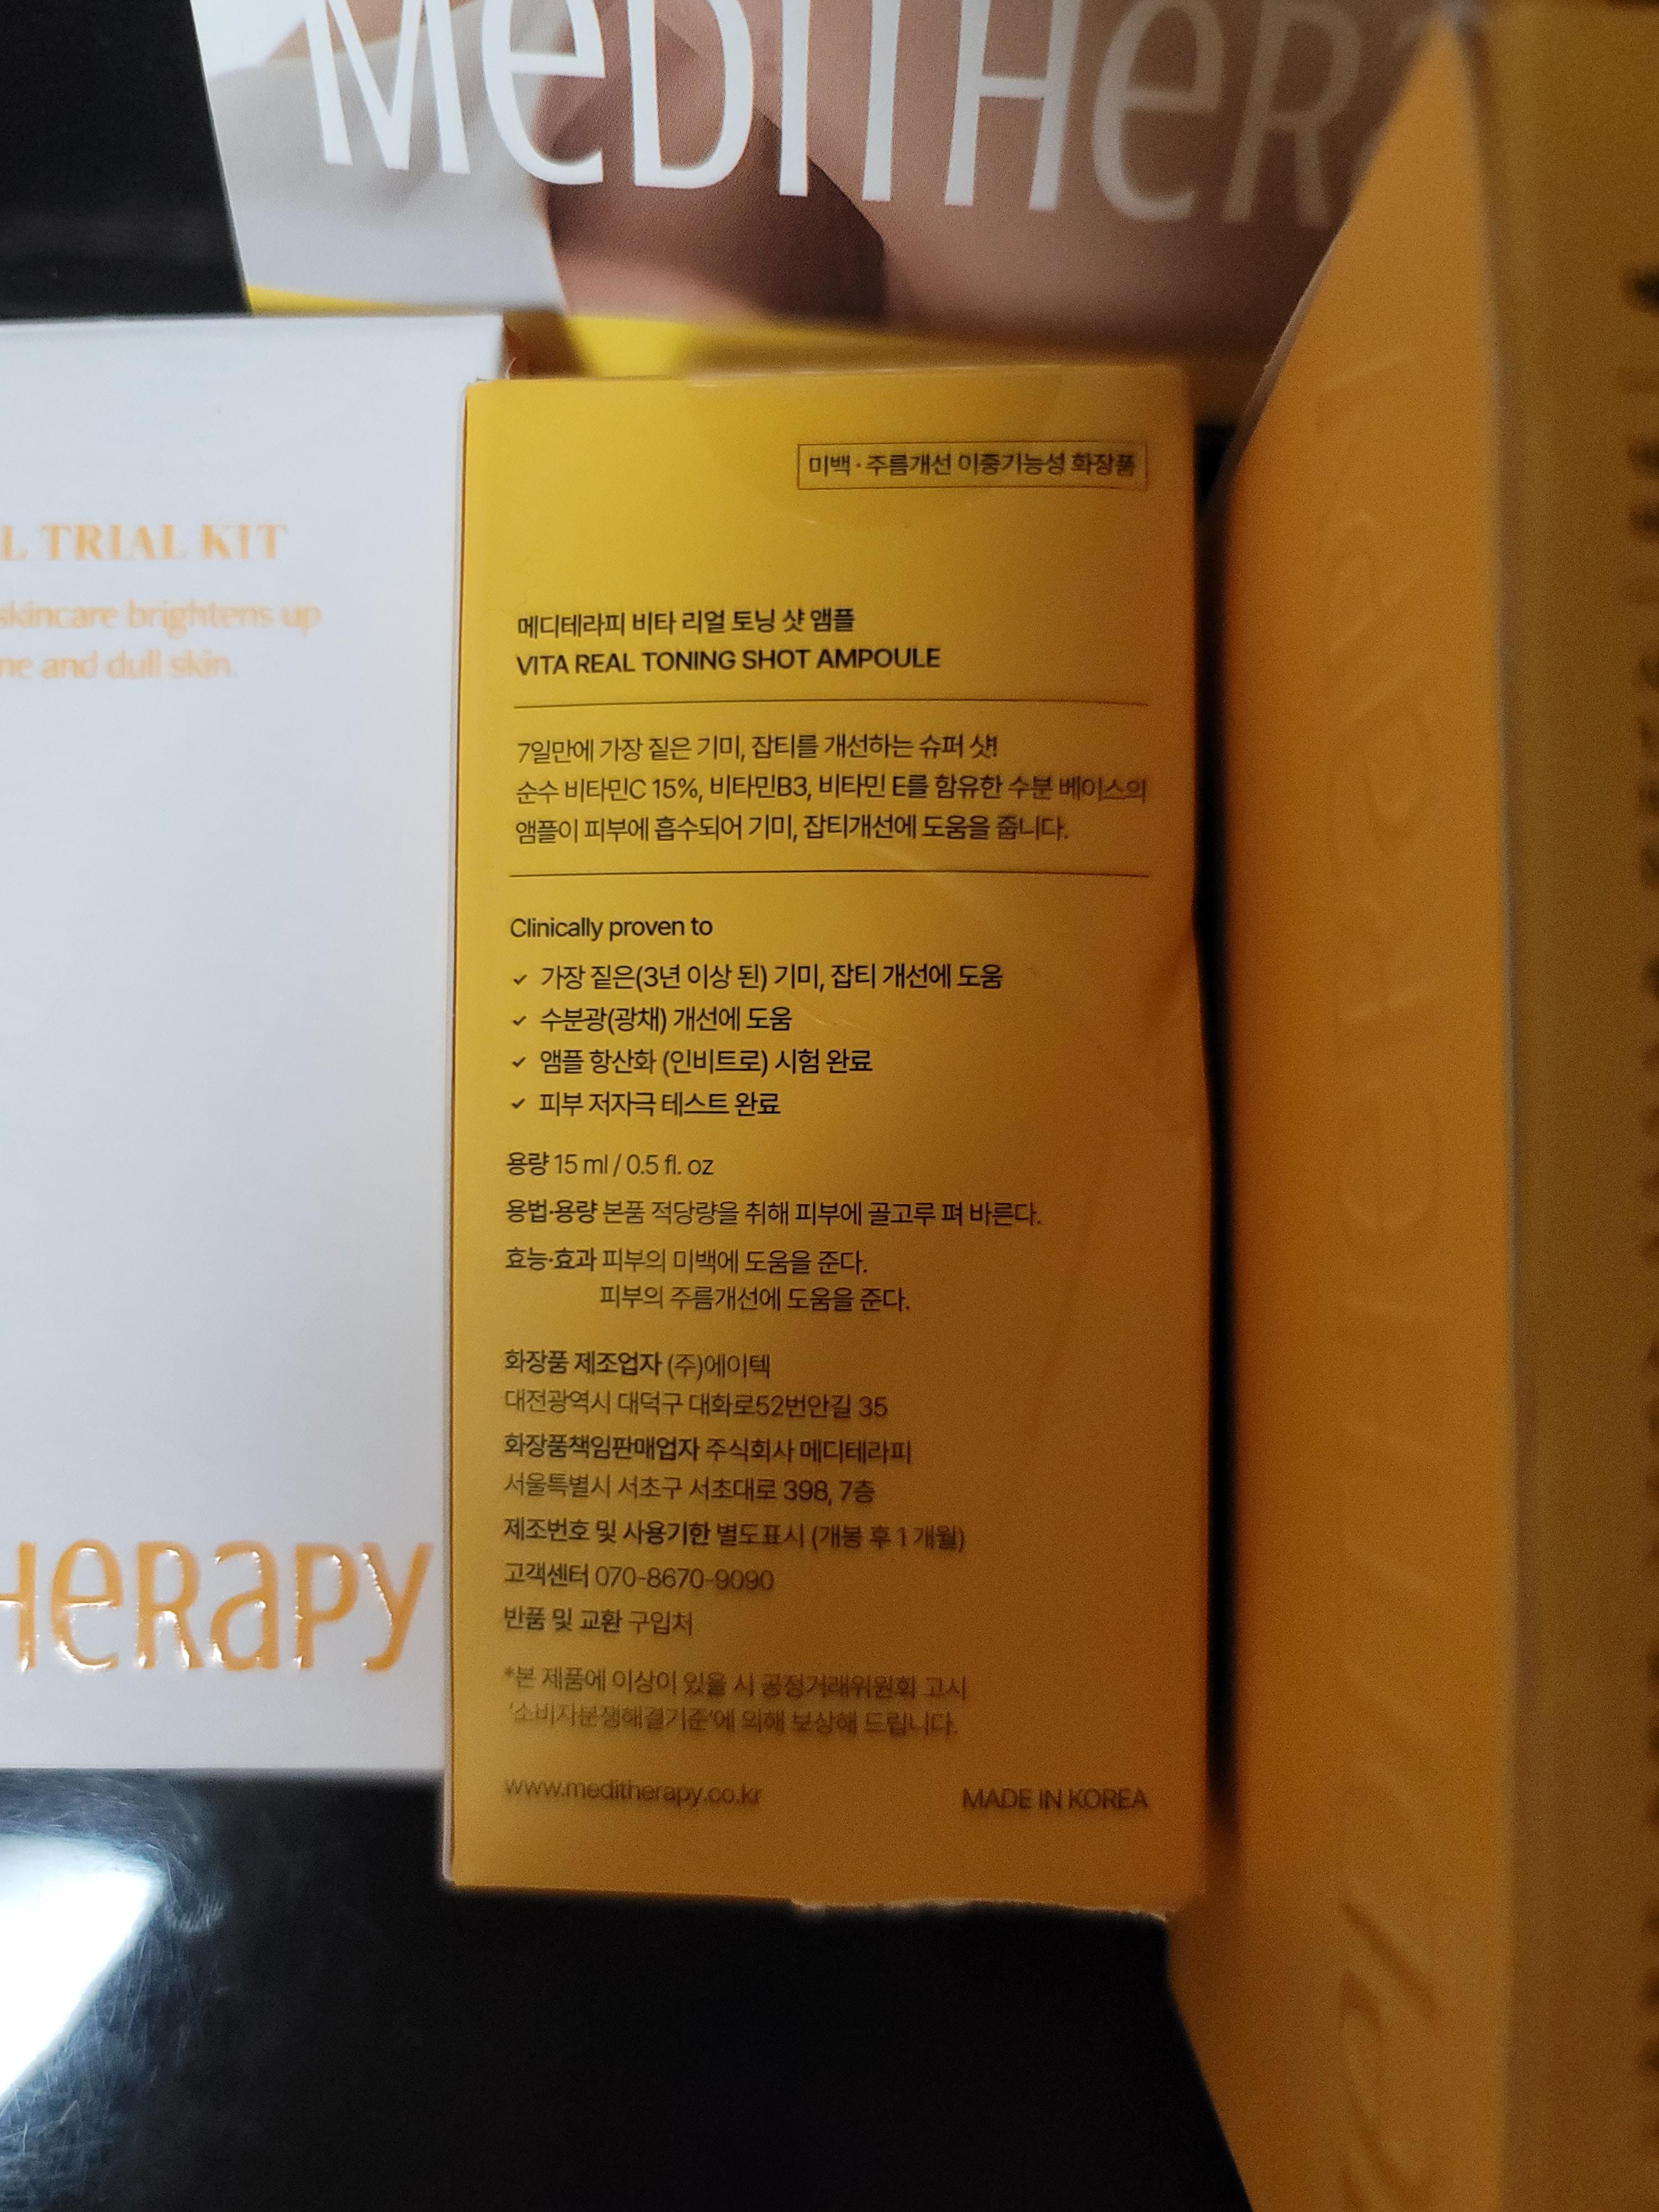 MEDITHERA
L TRIAL KIT
skincare brightens up
ne and dull skin.
HERAPY
미백 · 주름개선 이중기능성 화장품
메디테라피 비타 리얼 토닝 샷 앰플
VITA REAL TONING SHOT AMPOULE
7일만에 가장 짙은 기미, 잡티를 개선하는 슈퍼 샷!
순수 비타민C 15%, 비타민B3, 비타민 E를 함유한 수분 베이스의
앰플이 피부에 흡수되어 기미, 잡티개선에 도움을 줍니다.
Clinically proven to
✓ 가장 짙은(3년 이상 된) 기미, 잡티 개선에 도움
✓ 수분광(광채) 개선에 도움
✓ 앰플 항산화 (인비트로) 시험 완료
✓ 피부 저자극 테스트 완료
용량 15 ml / 0.5 fl. oz
용법·용량 본품 적당량을 취해 피부에 골고루 펴 바른다.
효능·효과 피부의 미백에 도움을 준다.
피부의 주름개선에 도움을 준다.
화장품 제조업자 (주)에이텍
대전광역시 대덕구 대화로52번안길 35
화장품책임판매업자 주식회사 메디테라피
서울특별시 서초구 서초대로 398, 7층
제조번호 및 사용기한 별도표시 (개봉 후 1 개월)
고객센터 070-8670-9090
반품 및 교환 구입처
*본 제품에 이상이 있을 시 공정거래위원회 고시
'소비자분쟁해결기준'에 의해 보상해 드립니다.
www.meditherapy.co.kr
MADE IN KOREA